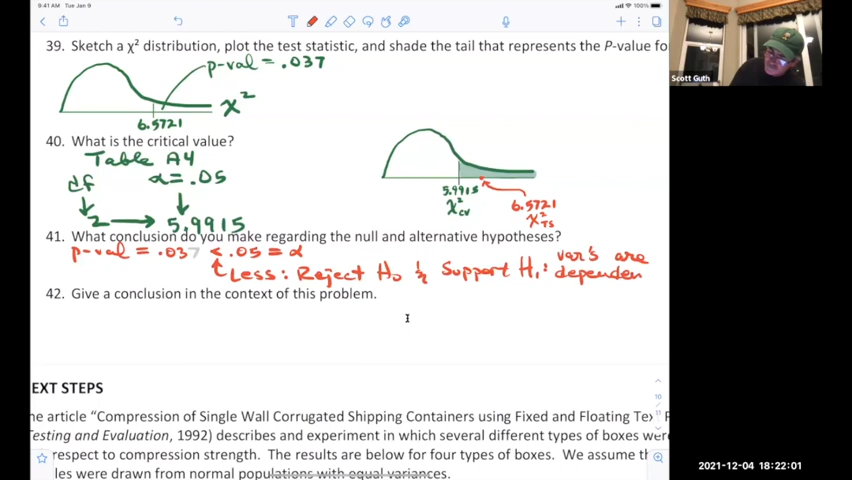 9:41 AM Tue Jan 9
100%
Scott Guth
39. Sketch a χ² distribution, plot the test statistic, and shade the tail that represents the P-value fo
p-val = .037
χ²
6.5721
40. What is the critical value?
Table A4
df α = .05
2 → 5.9915
5.9915
χ²cv
6.5721
χ²TS
41. What conclusion do you make regarding the null and alternative hypotheses?
p-val = .037 < .05 = α
Less: Reject H₀ & Support H₁: var's are
dependen
42. Give a conclusion in the context of this problem.
EXT STEPS
he article “Compression of Single Wall Corrugated Shipping Containers using Fixed and Floating Tex
Testing and Evaluation, 1992) describes and experiment in which several different types of boxes wer
respect to compression strength. The results are below for four types of boxes. We assume th
les were drawn from normal populations with equal variances.
2021-12-04 18:22:01